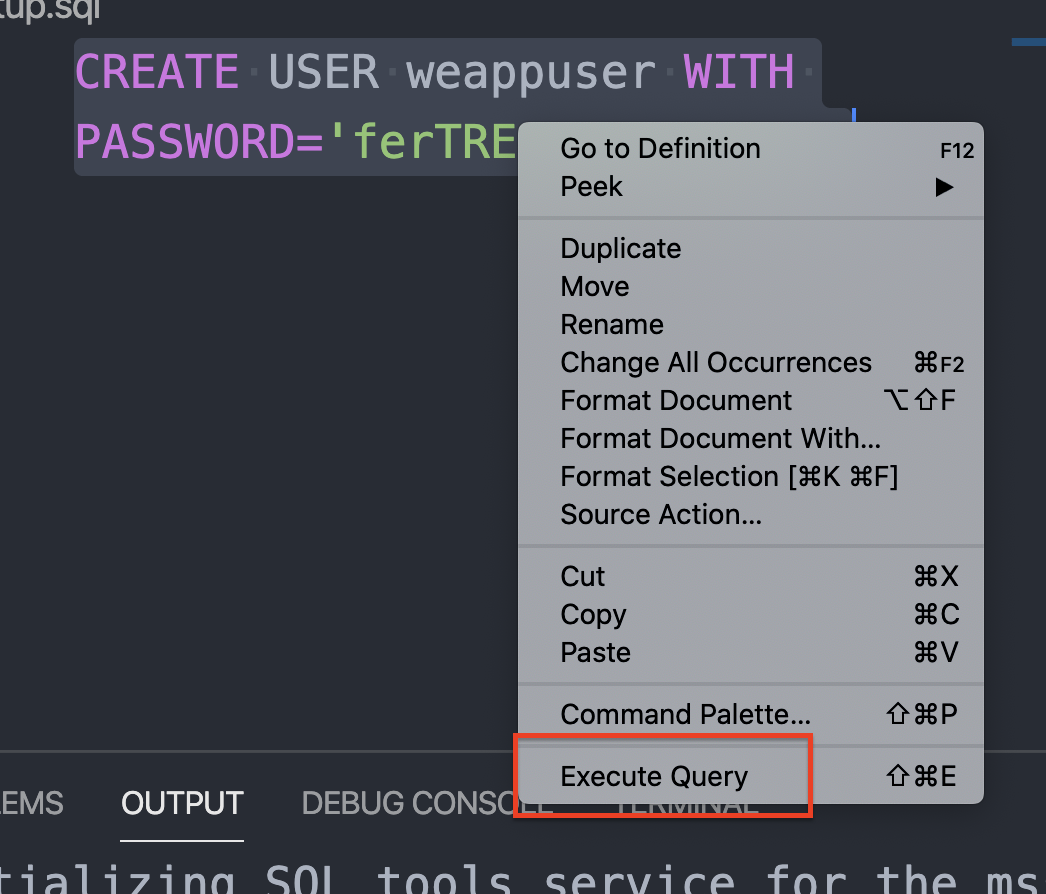 tup.sql
CREATE USER weappuser WITH
PASSWORD='ferTRE
Go to Definition F12
Peek ▶
Duplicate
Move
Rename
Change All Occurrences ⌘F2
Format Document ⌥⇧F
Format Document With...
Format Selection [⌘K ⌘F]
Source Action...
Cut ⌘X
Copy ⌘C
Paste ⌘V
Command Palette... ⇧⌘P
Execute Query ⇧⌘E
LEMS OUTPUT DEBUG CONSOLE TERMINAL
tializing SQL tools service for the ms